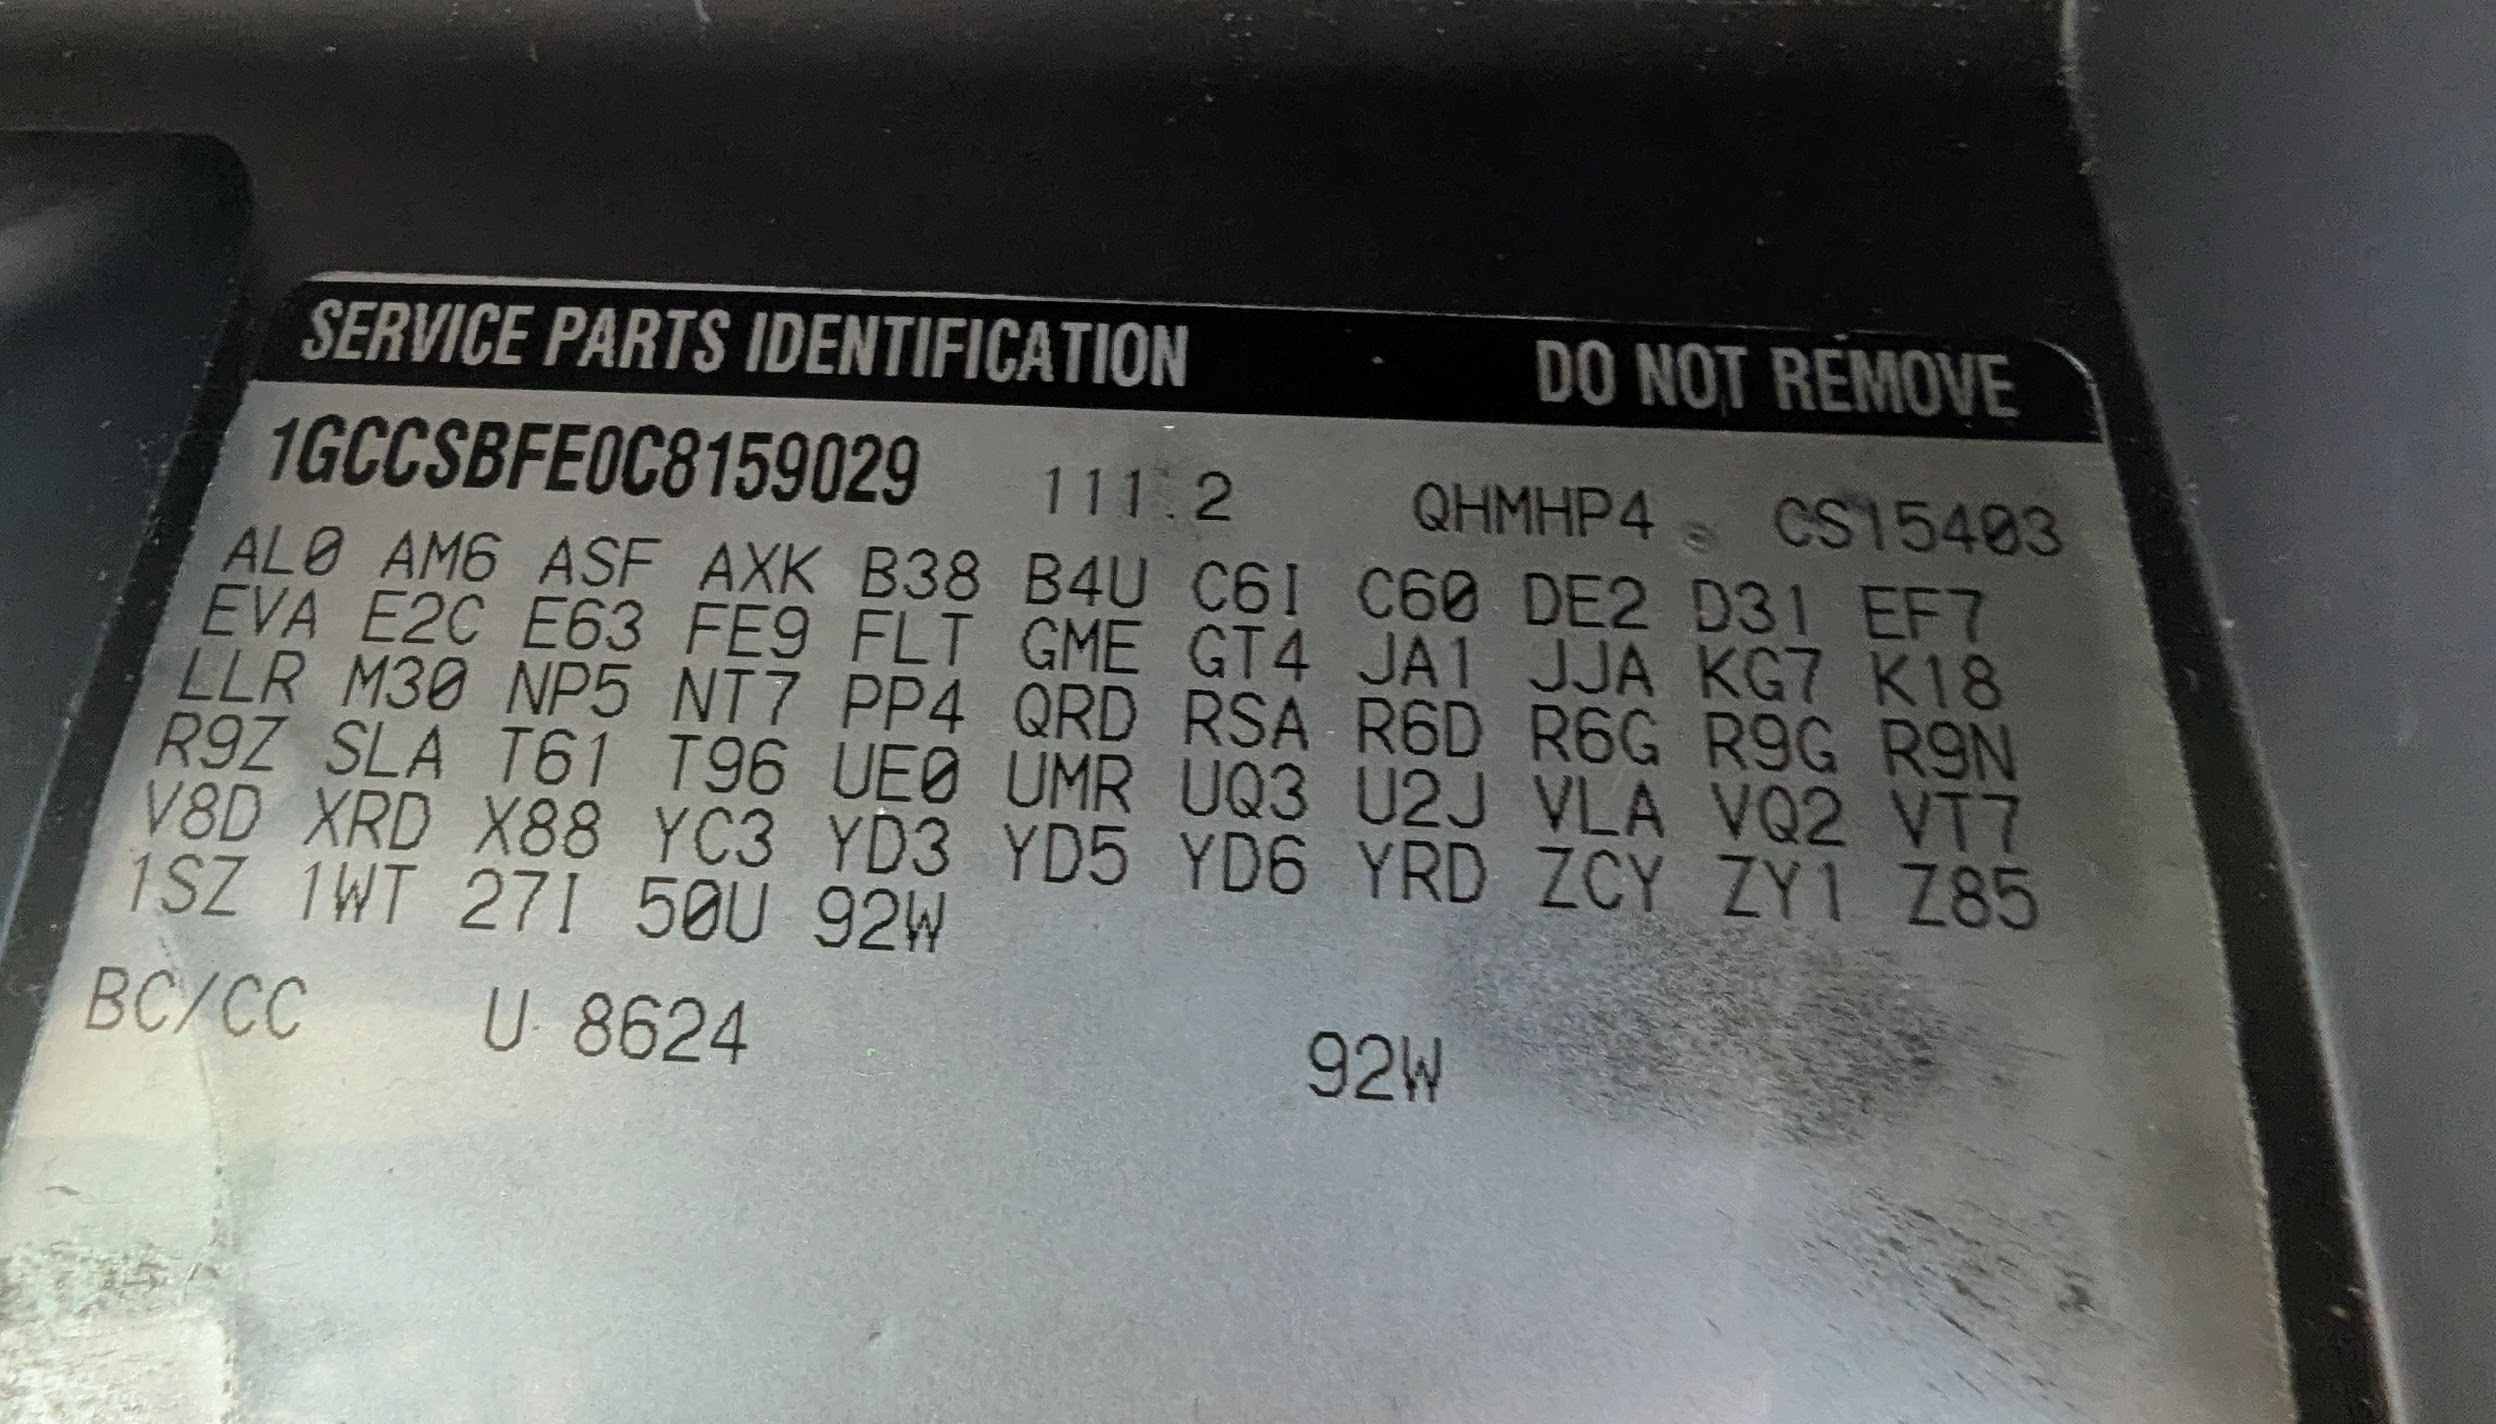 SERVICE PARTS IDENTIFICATION DO NOT REMOVE
1GCCSBFE0C8159029 111.2 QHMHP4 CS15403
AL0 AM6 ASF AXK B38 B4U C6I C60 DE2 D31 EF7
EVA E2C E63 FE9 FLT GME GT4 JA1 JJA KG7 K18
LLR M30 NP5 NT7 PP4 QRD RSA R6D R6G R9G R9N
R9Z SLA T61 T96 UE0 UMR UQ3 U2J VLA VQ2 VT7
V8D XRD X88 YC3 YD3 YD5 YD6 YRD ZCY ZY1 Z85
1SZ 1WT 27I 50U 92W
BC/CC U 8624 92W